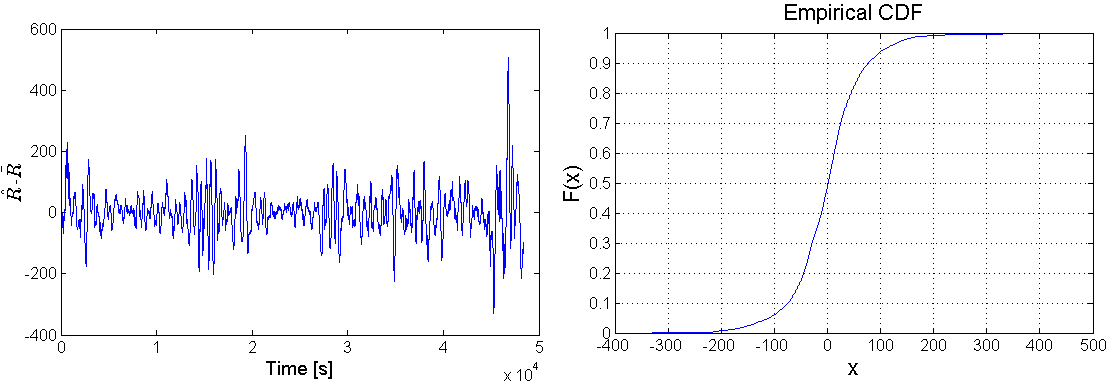 600
400
200
0
-200
-400
0 1 2 3 4 5
x 10^4
Time [s]
R̂-R̄
Empirical CDF
1
0.9
0.8
0.7
0.6
0.5
0.4
0.3
0.2
0.1
0
-400 -300 -200 -100 0 100 200 300 400 500
F(x)
x